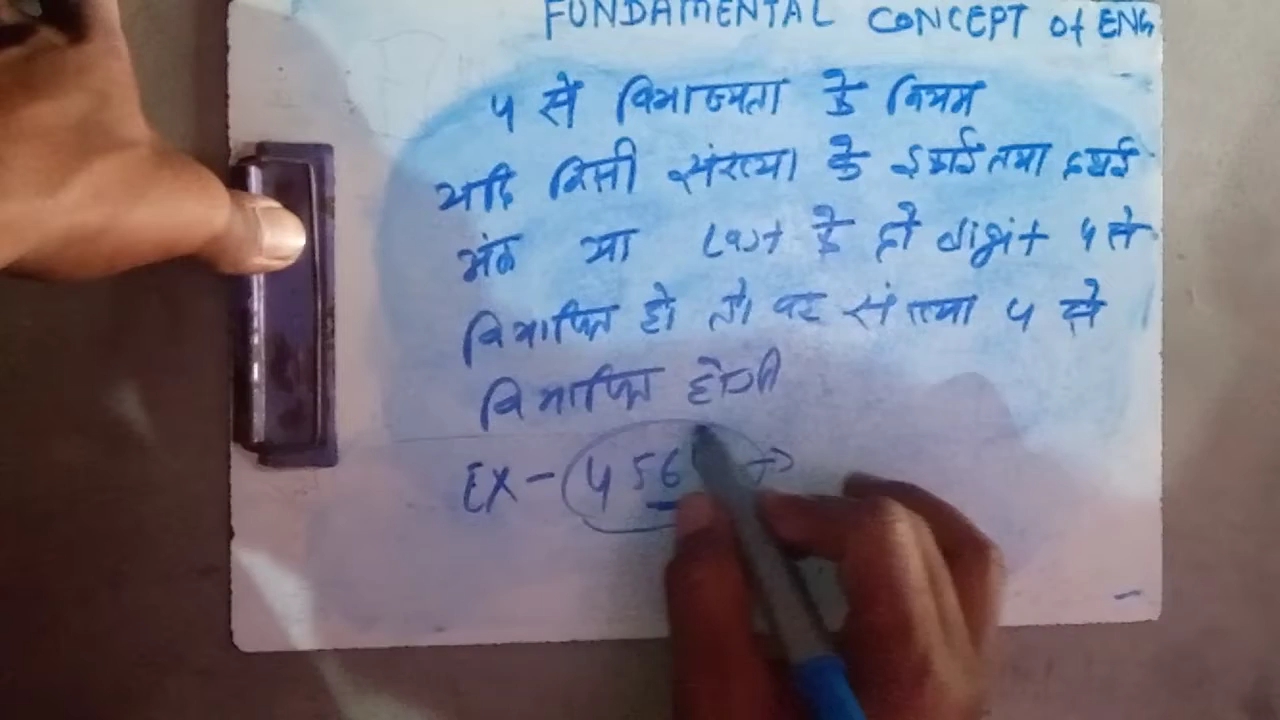 FUNDAMENTAL CONCEPT of ENG
4 से विभाज्यता के नियम
यदि किसी संख्या के इकाई तथा दहाई
अंक या Last के दो digit 4 से
विभाजित हो तो वह संख्या 4 से
विभाजित होगी
EX - 456 →